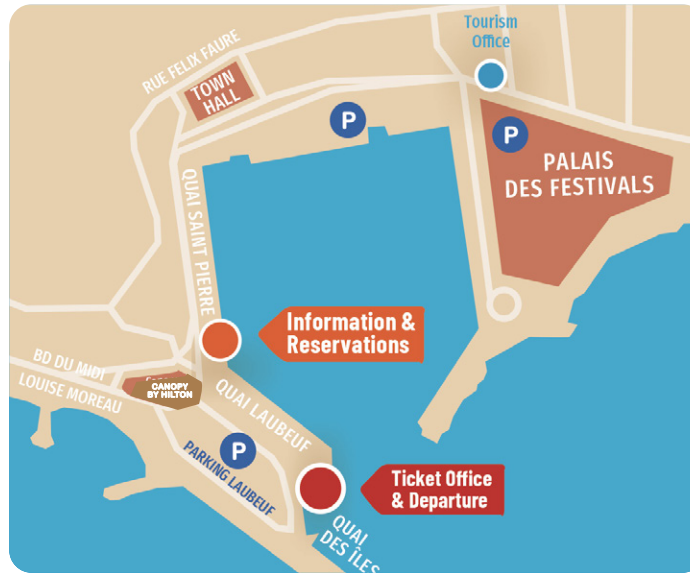 Tourism
Office
RUE FELIX FAURE
TOWN
HALL
P
P
PALAIS
DES FESTIVALS
QUAI SAINT PIERRE
Information &
Reservations
BD DU MIDI
LOUISE MOREAU
CANOPY
BY HILTON
QUAI LAUBEUF
P
PARKING LAUBEUF
Ticket Office
& Departure
QUAI
DES ÎLES